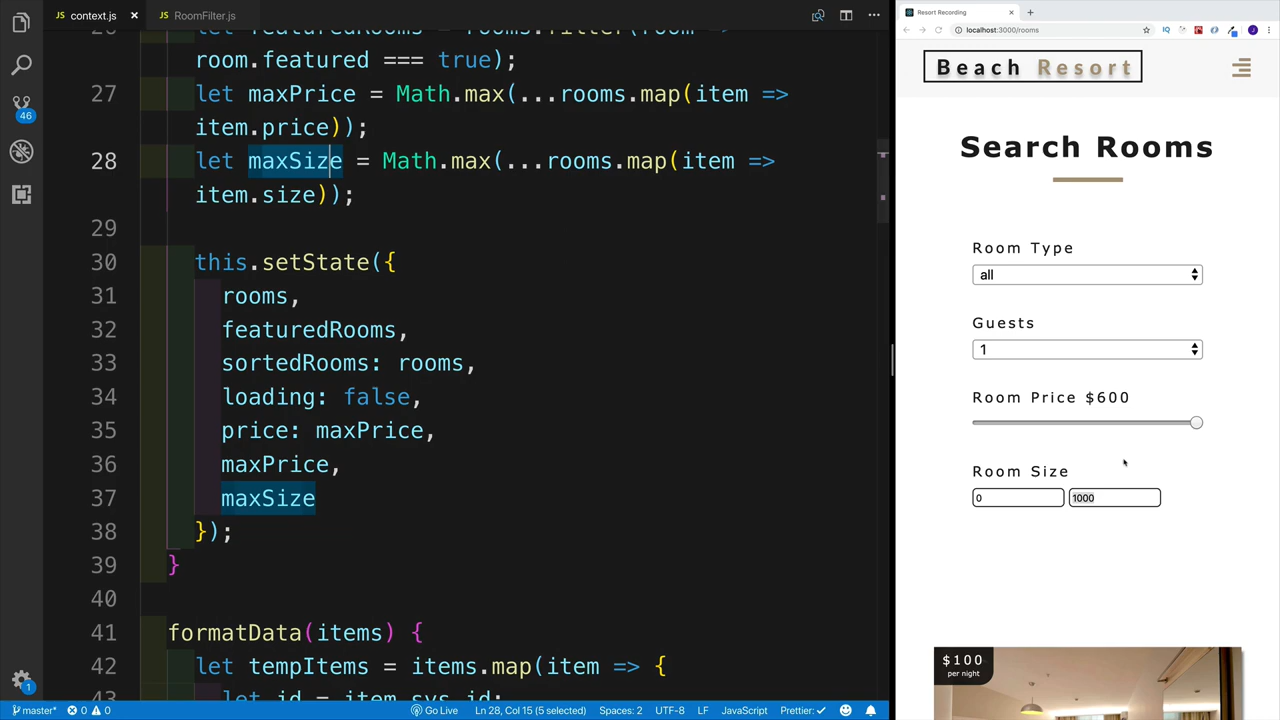 context.js
RoomFilter.js
Resort Recording
localhost:3000/rooms
room.featured === true);
27 let maxPrice = Math.max(...rooms.map(item =>
item.price));
28 let maxSize = Math.max(...rooms.map(item =>
item.size));
29
30 this.setState({
31 rooms,
32 featuredRooms,
33 sortedRooms: rooms,
34 loading: false,
35 price: maxPrice,
36 maxPrice,
37 maxSize
38 });
39 }
40
41 formatData(items) {
42 let tempItems = items.map(item => {
46
1
master*
0
0
Go Live
Ln 28, Col 15 (5 selected)
Spaces: 2
UTF-8
LF
JavaScript
Prettier: ✓
Beach Resort
Search Rooms
Room Type
all
Guests
1
Room Price $600
Room Size
0
1000
$100
per night